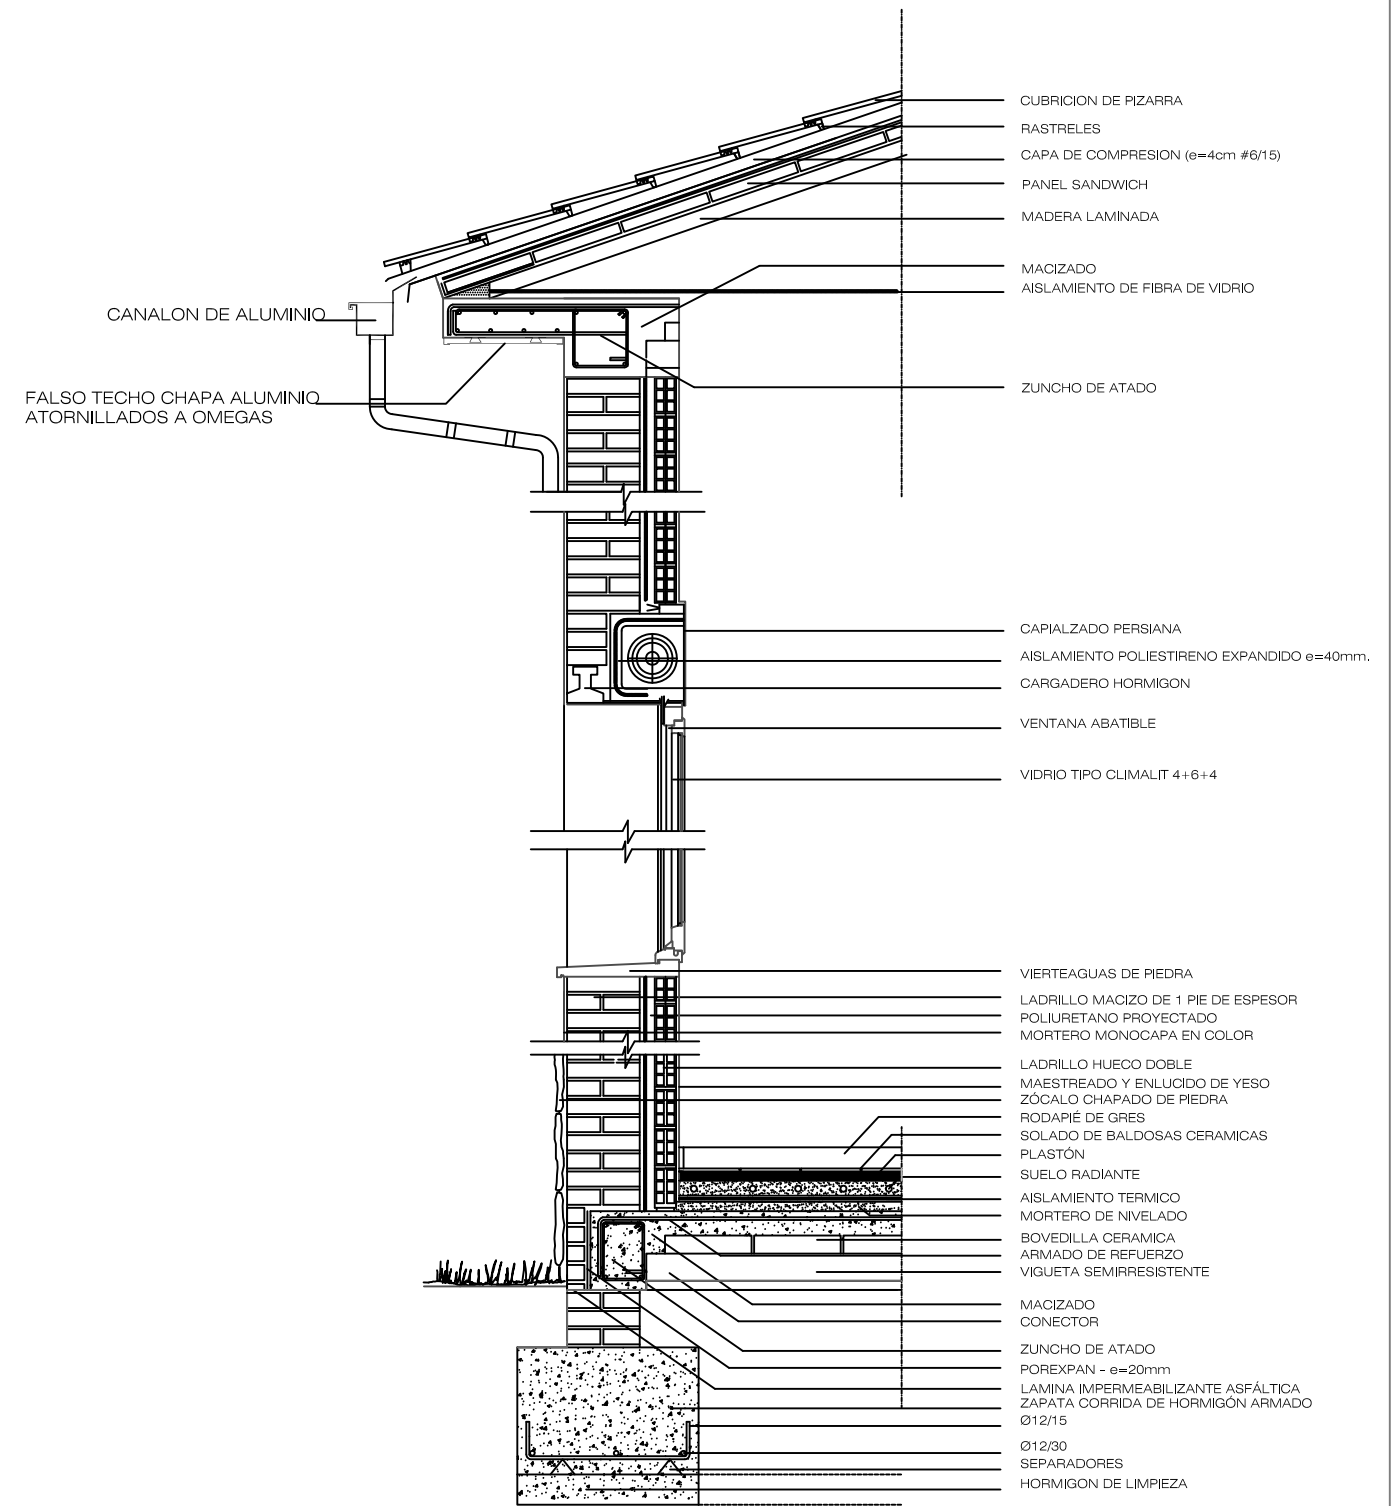 CUBRICION DE PIZARRA
RASTRELES
CAPA DE COMPRESION (e=4cm #6/15)
PANEL SANDWICH
MADERA LAMINADA
MACIZADO
AISLAMIENTO DE FIBRA DE VIDRIO
CANALON DE ALUMINIO
ZUNCHO DE ATADO
FALSO TECHO CHAPA ALUMINIO
ATORNILLADOS A OMEGAS
CAPIALZADO PERSIANA
AISLAMIENTO POLIESTIRENO EXPANDIDO e=40mm.
CARGADERO HORMIGON
VENTANA ABATIBLE
VIDRIO TIPO CLIMALIT 4+6+4
VIERTEAGUAS DE PIEDRA
LADRILLO MACIZO DE 1 PIE DE ESPESOR
POLIURETANO PROYECTADO
MORTERO MONOCAPA EN COLOR
LADRILLO HUECO DOBLE
MAESTREADO Y ENLUCIDO DE YESO
ZÓCALO CHAPADO DE PIEDRA
RODAPIÉ DE GRES
SOLADO DE BALDOSAS CERAMICAS
PLASTÓN
SUELO RADIANTE
AISLAMIENTO TERMICO
MORTERO DE NIVELADO
BOVEDILLA CERAMICA
ARMADO DE REFUERZO
VIGUETA SEMIRRESISTENTE
MACIZADO
CONECTOR
ZUNCHO DE ATADO
POREXPAN - e=20mm
LAMINA IMPERMEABILIZANTE ASFÁLTICA
ZAPATA CORRIDA DE HORMIGÓN ARMADO
Ø12/15
Ø12/30
SEPARADORES
HORMIGON DE LIMPIEZA